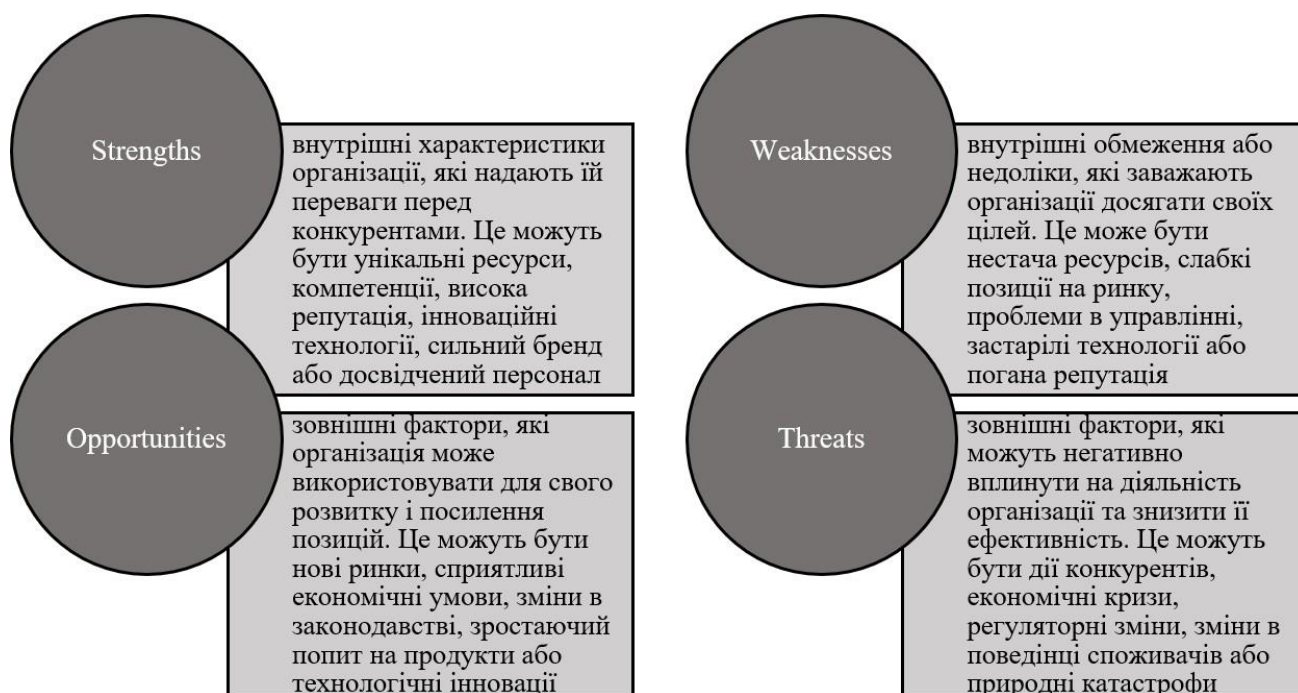 Strengths
внутрішні характеристики
організації, які надають їй
переваги перед
конкурентами. Це можуть
бути унікальні ресурси,
компетенції, висока
репутація, інноваційні
технології, сильний бренд
або досвідчений персонал
Weaknesses
внутрішні обмеження або
недоліки, які заважають
організації досягати своїх
цілей. Це може бути
нестача ресурсів, слабкі
позиції на ринку,
проблеми в управлінні,
застарілі технології або
погана репутація
Opportunities
зовнішні фактори, які
організація може
використовувати для свого
розвитку і посилення
позицій. Це можуть бути
нові ринки, сприятливі
економічні умови, зміни в
законодавстві, зростаючий
попит на продукти або
технологічні інновації
Threats
зовнішні фактори, які
можуть негативно
вплинути на діяльність
організації та знизити її
ефективність. Це можуть
бути дії конкурентів,
економічні кризи,
регуляторні зміни, зміни в
поведінці споживачів або
природні катастрофи